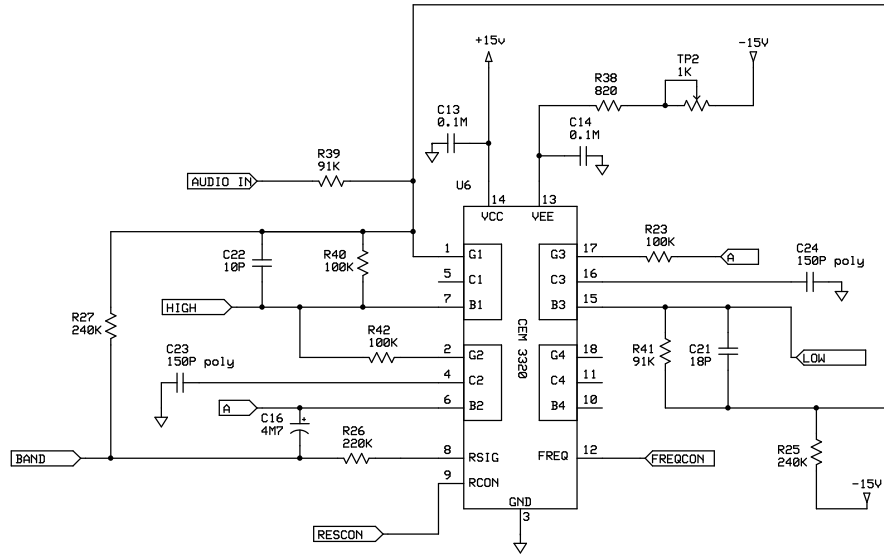 +15v
-15V
TP2
1K
R38
820
C13
0.1M
C14
0.1M
R39
91K
AUDIO IN
U6
14
13
VCC
VEE
C22
10P
R40
100K
1
G1
G3
17
R23
100K
A
C24
150P poly
5
C1
C3
16
HIGH
7
B1
B3
15
R27
240K
R42
100K
CEM 3320
R41
91K
C21
18P
LOW
C23
150P poly
2
G2
G4
18
4
C2
C4
11
A
C16
4M7
+
6
B2
B4
10
R26
220K
BAND
8
RSIG
FREQ
12
FREQCON
R25
240K
9
RCON
-15V
GND
3
RESCON